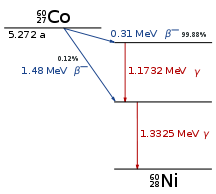 60
27Co
5.272 a
0.31 MeV β− 99.88%
0.12%
1.48 MeV β−
1.1732 MeV γ
1.3325 MeV γ
60
28Ni